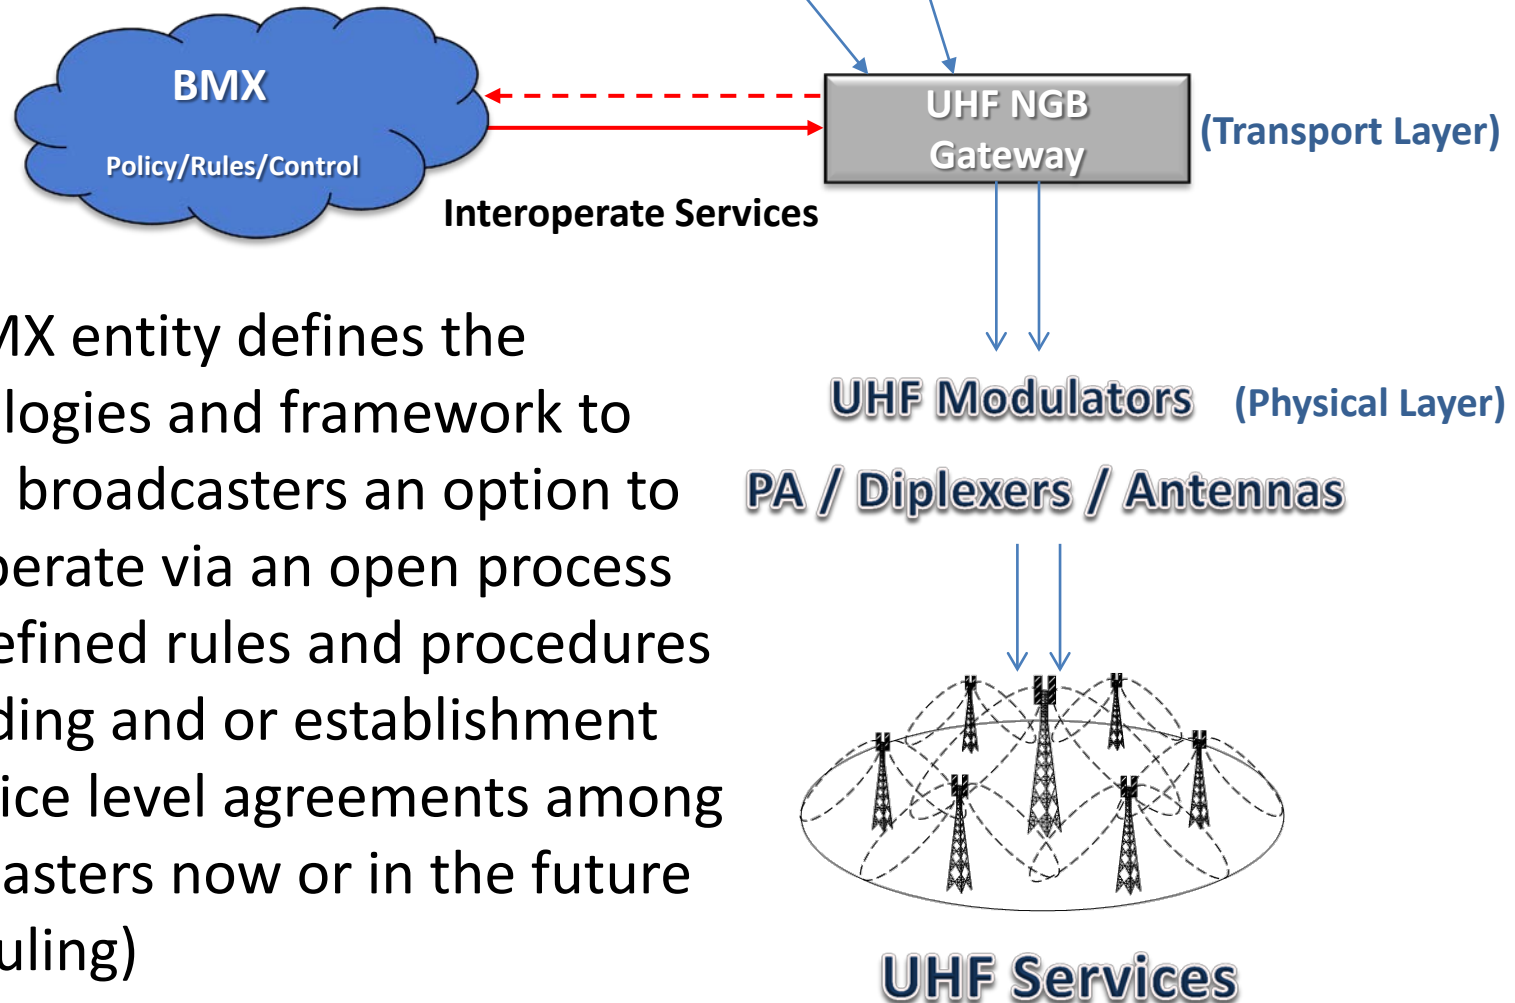 BMX
Policy/Rules/Control
UHF NGB
Gateway
(Transport Layer)
Interoperate Services
MX entity defines the
logies and framework to
broadcasters an option to
perate via an open process
efined rules and procedures
ding and or establishment
ice level agreements among
asters now or in the future
uling)
UHF Modulators
(Physical Layer)
PA / Diplexers / Antennas
UHF Services